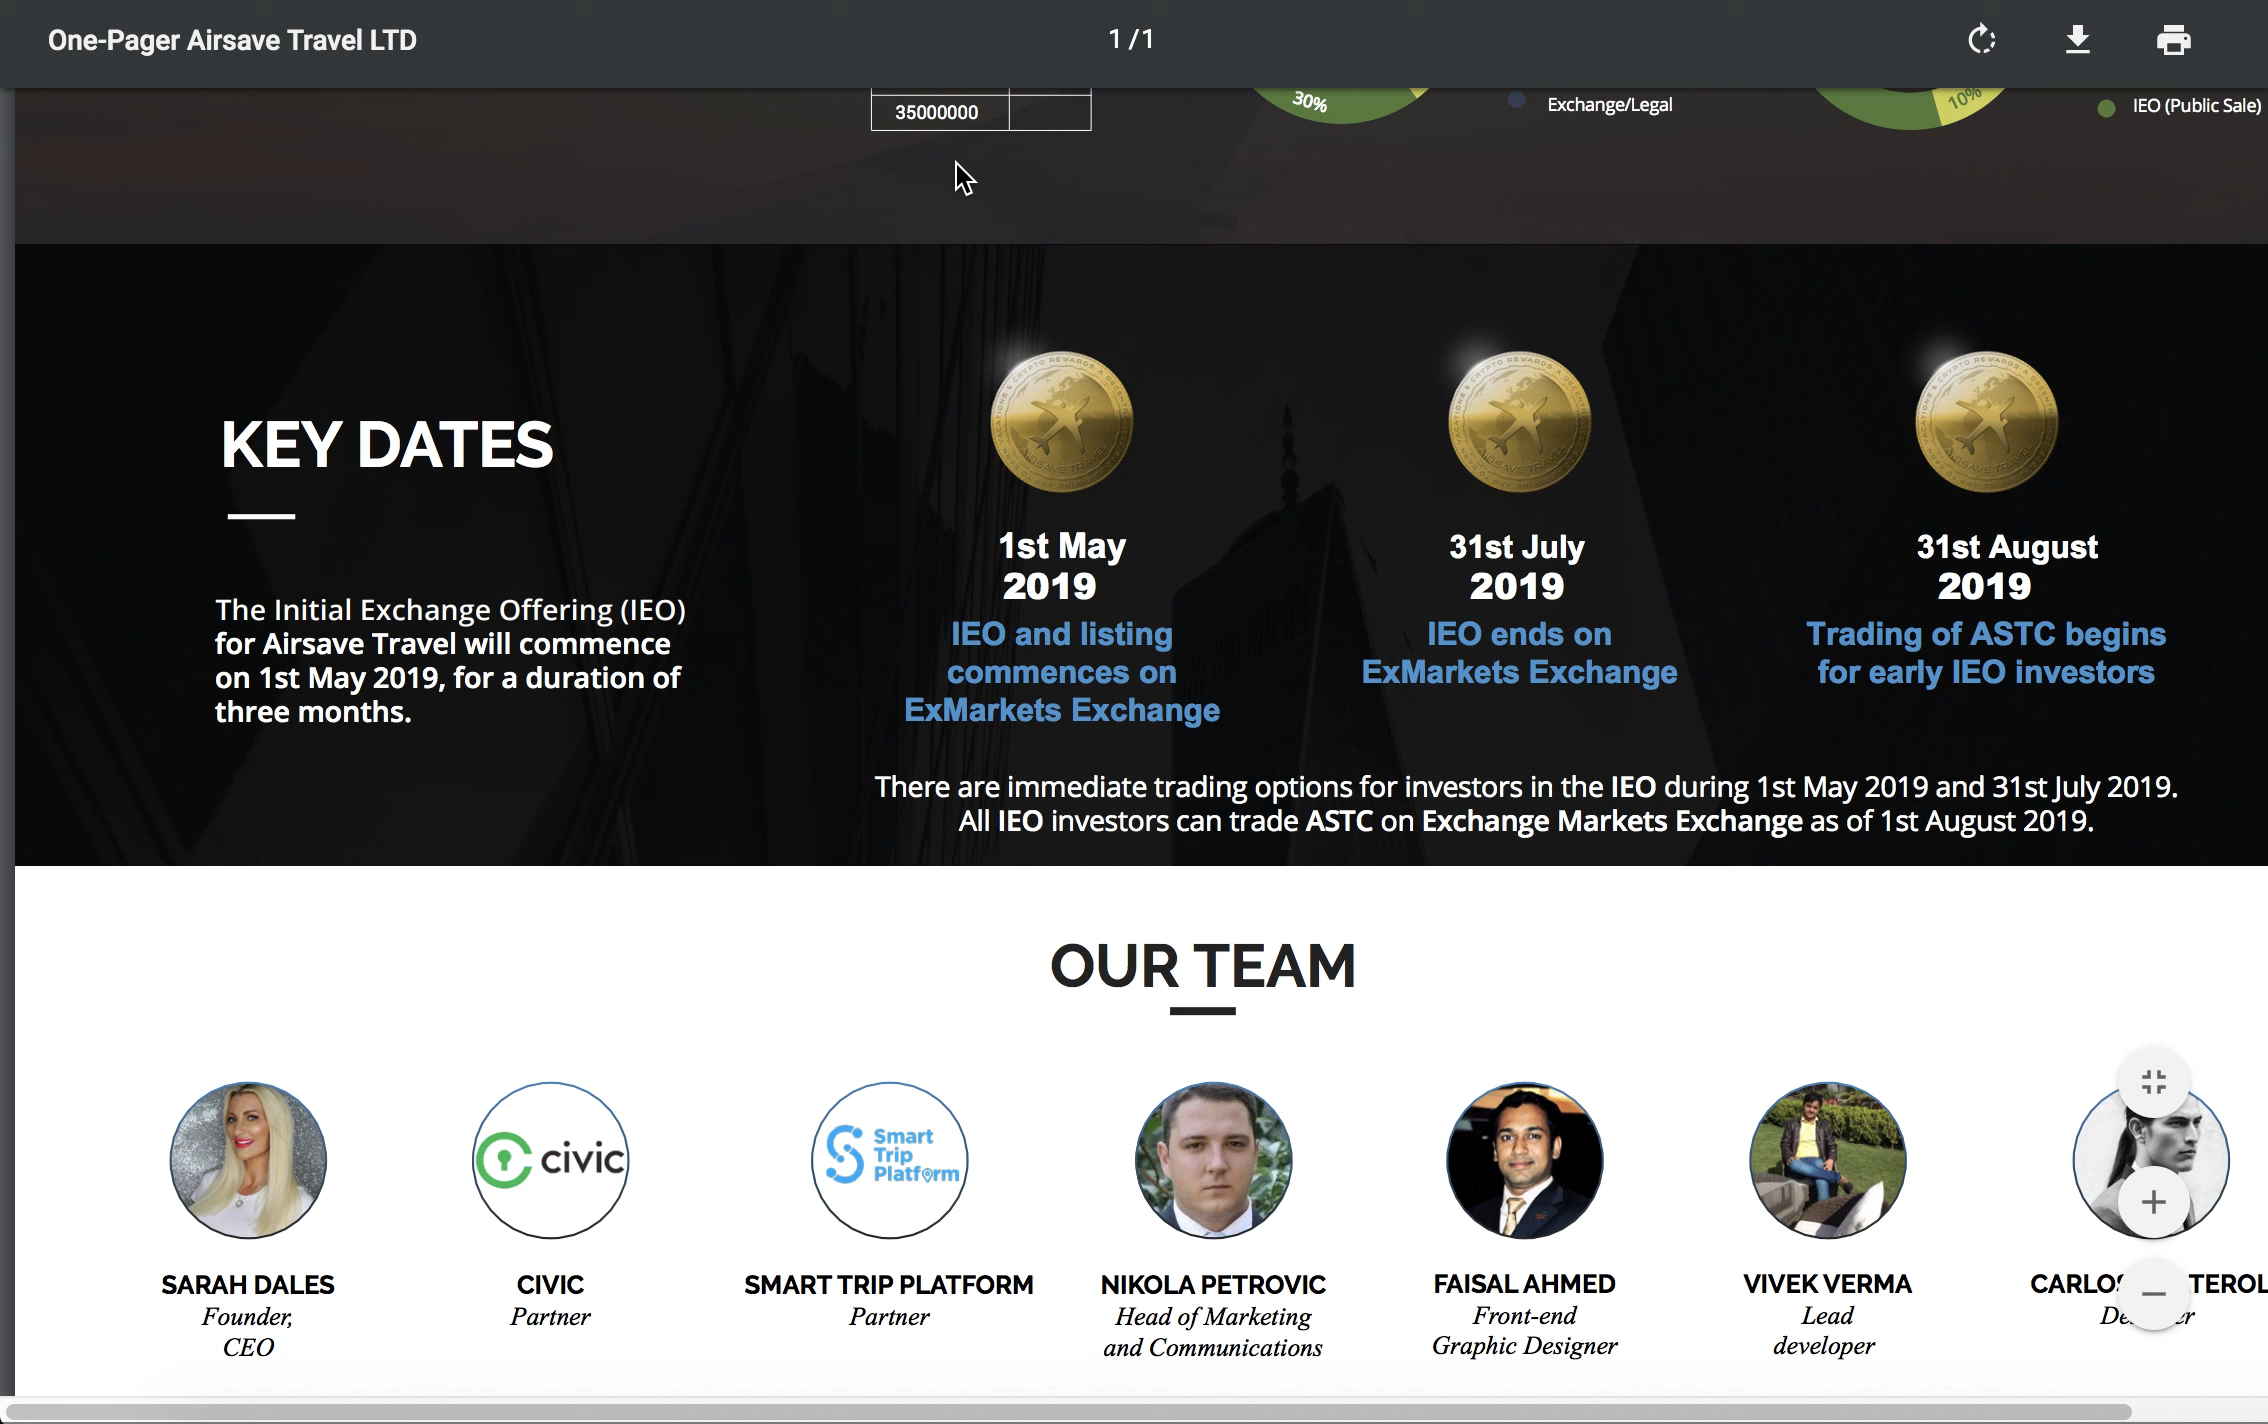 One-Pager Airsave Travel LTD
1 / 1
35000000
30%
Exchange/Legal
10%
IEO (Public Sale)
KEY DATES
The Initial Exchange Offering (IEO)
for Airsave Travel will commence
on 1st May 2019, for a duration of
three months.
1st May
2019
IEO and listing
commences on
ExMarkets Exchange
31st July
2019
IEO ends on
ExMarkets Exchange
31st August
2019
Trading of ASTC begins
for early IEO investors
There are immediate trading options for investors in the IEO during 1st May 2019 and 31st July 2019.
All IEO investors can trade ASTC on Exchange Markets Exchange as of 1st August 2019.
OUR TEAM
civic
Smart
Trip
Platform
SARAH DALES
Founder,
CEO
CIVIC
Partner
SMART TRIP PLATFORM
Partner
NIKOLA PETROVIC
Head of Marketing
and Communications
FAISAL AHMED
Front-end
Graphic Designer
VIVEK VERMA
Lead
developer